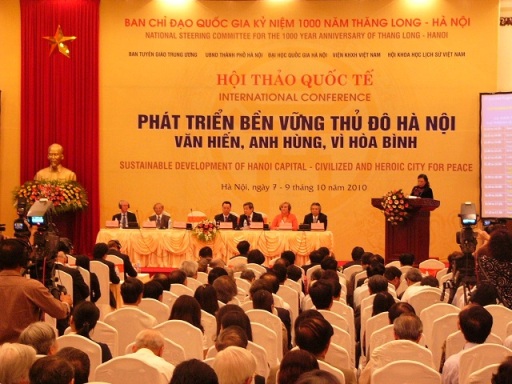 BAN CHỈ ĐẠO QUỐC GIA KỶ NIỆM 1000 NĂM THĂNG LONG - HÀ NỘI
NATIONAL STEERING COMMITTEE FOR THE 1000 YEAR ANNIVERSARY OF THANG LONG - HANOI
BAN TUYÊN GIÁO TRUNG ƯƠNG UBND THÀNH PHỐ HÀ NỘI ĐẠI HỌC QUỐC GIA HÀ NỘI VIỆN KHXH VIỆT NAM HỘI KHOA HỌC LỊCH SỬ VIỆT NAM
HỘI THẢO QUỐC TẾ
INTERNATIONAL CONFERENCE
PHÁT TRIỂN BỀN VỮNG THỦ ĐÔ HÀ NỘI
VĂN HIẾN, ANH HÙNG, VÌ HÒA BÌNH
SUSTAINABLE DEVELOPMENT OF HANOI CAPITAL - CIVILIZED AND HEROIC CITY FOR PEACE
Hà Nội, ngày 7 - 9 tháng 10 năm 2010